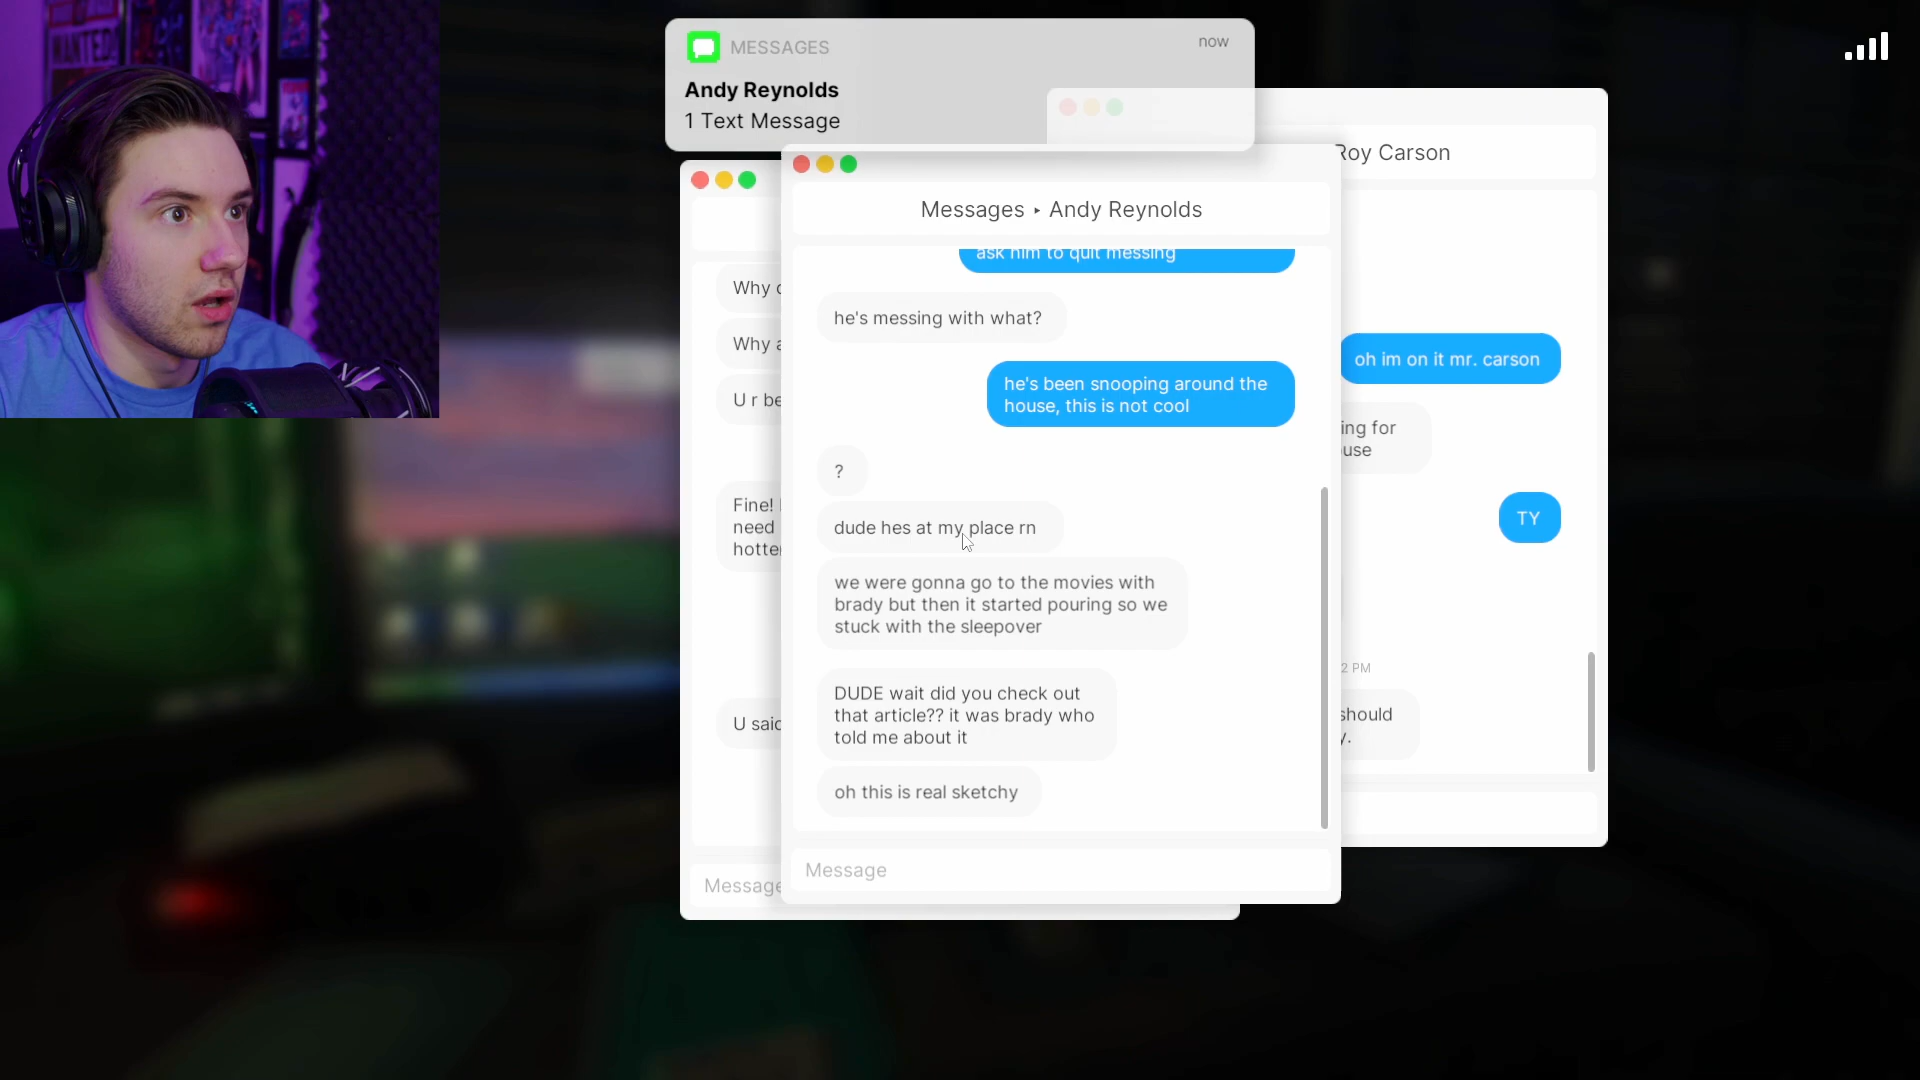 WANTED
MESSAGES
now
Andy Reynolds
1 Text Message
Roy Carson
Messages ▸ Andy Reynolds
ask him to quit messing
he's messing with what?
he's been snooping around the
house, this is not cool
?
dude hes at my place rn
we were gonna go to the movies with
brady but then it started pouring so we
stuck with the sleepover
DUDE wait did you check out
that article?? it was brady who
told me about it
oh this is real sketchy
Message
Why
Why
U r be
Fine!
need
hotte
U said
Message
oh im on it mr. carson
ing for
use
TY
2 PM
should
y.